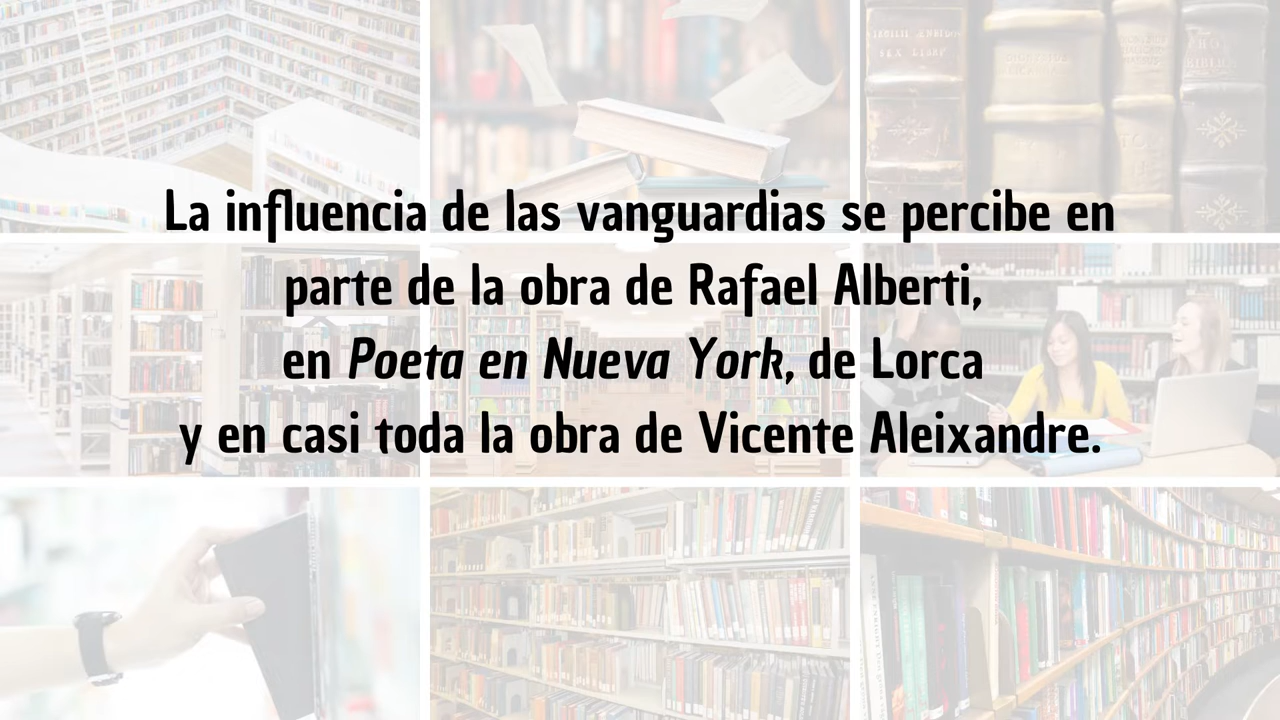 La influencia de las vanguardias se percibe en
parte de la obra de Rafael Alberti,
en Poeta en Nueva York, de Lorca
y en casi toda la obra de Vicente Aleixandre.